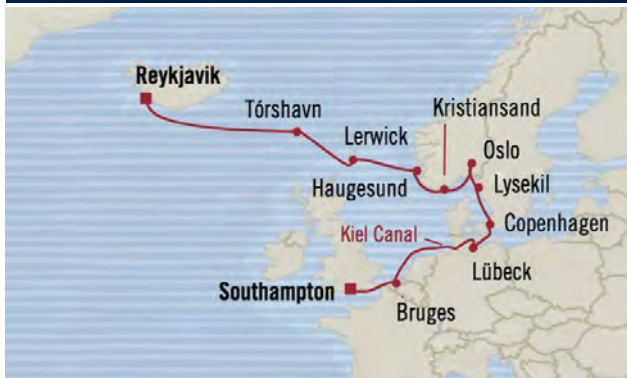 Reykjavik
Tórshavn
Kristiansand
Lerwick
Oslo
Haugesund
Lysekil
Copenhagen
Kiel Canal
Lübeck
Southampton
Bruges